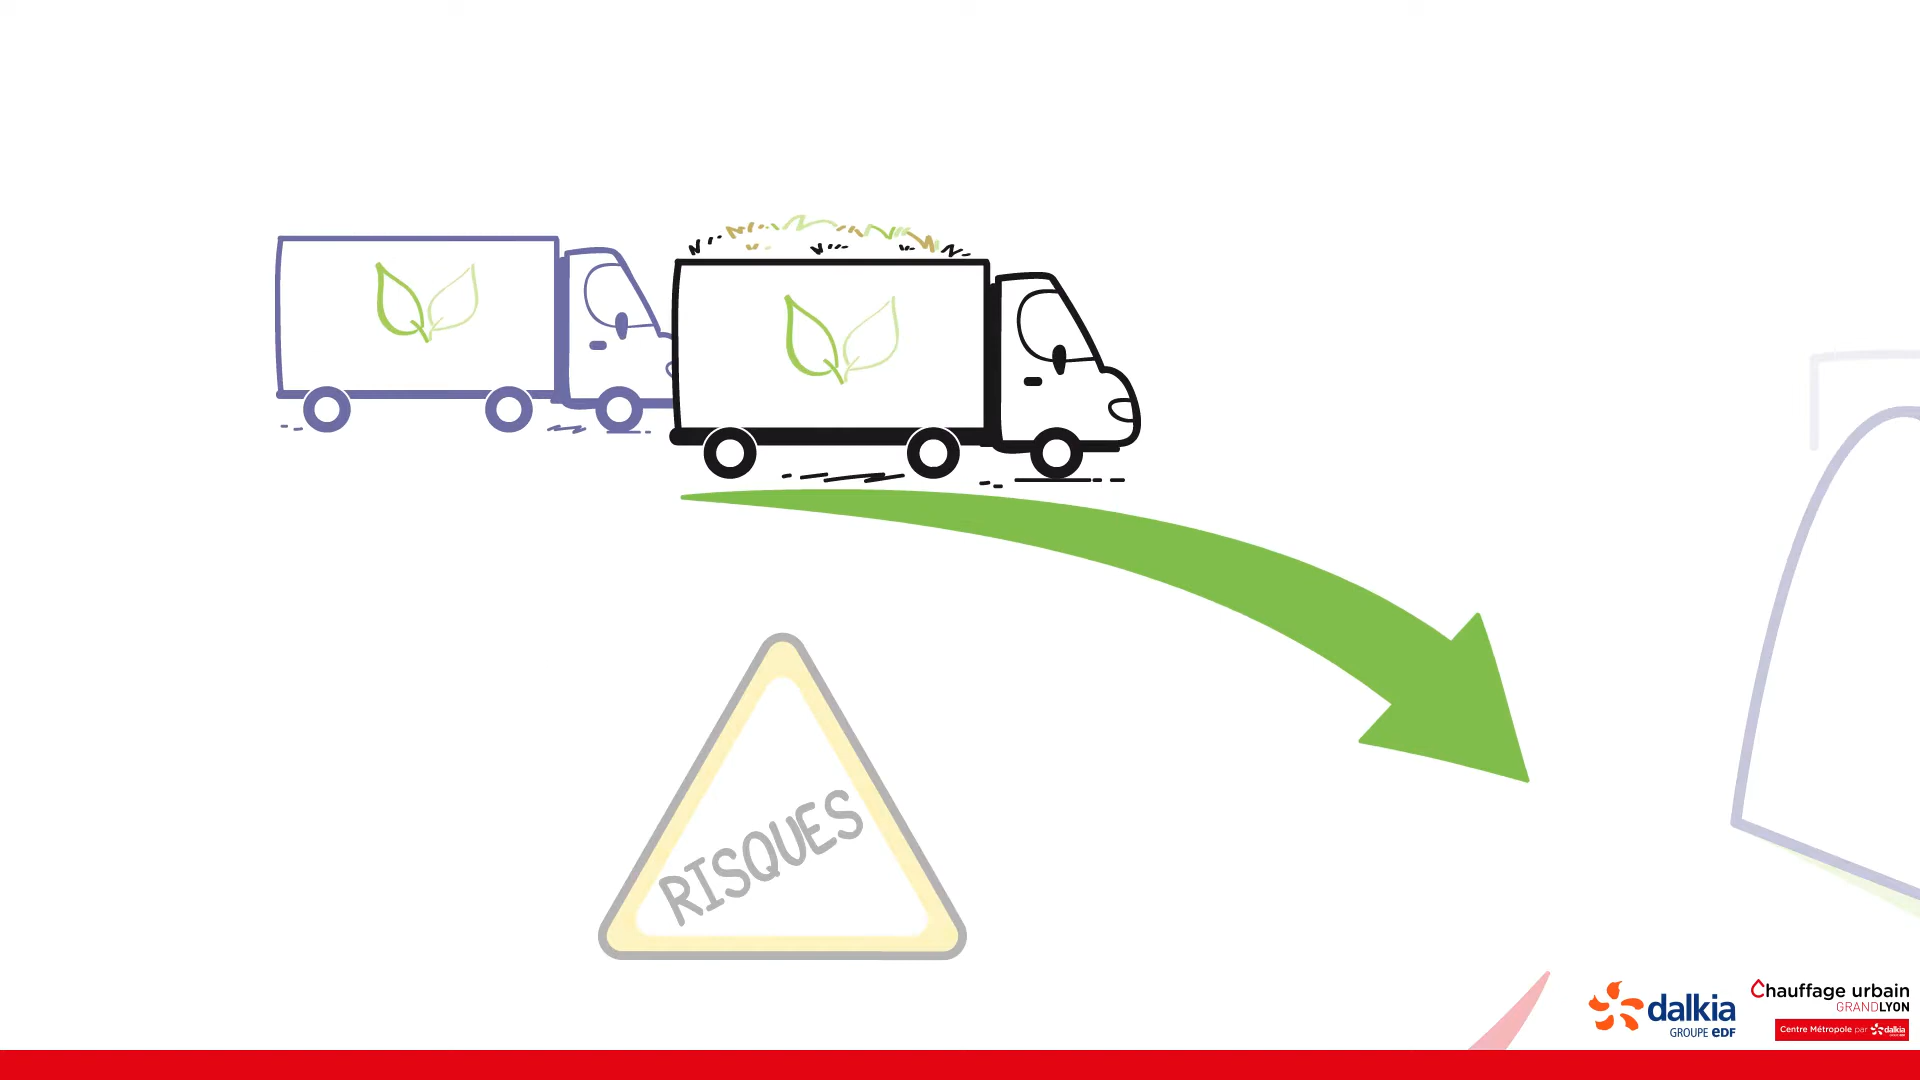 RISQUES
dalkia
GROUPE eDF
Chauffage urbain
GRANDLYON
Centre Métropole par dalkia